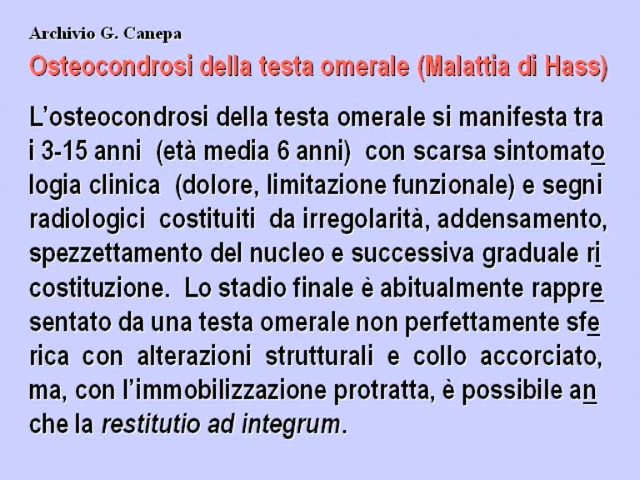 Archivio G. Canepa
Osteocondrosi della testa omerale (Malattia di Hass)
L'osteocondrosi della testa omerale si manifesta tra
i 3-15 anni (età media 6 anni) con scarsa sintomato
logia clinica (dolore, limitazione funzionale) e segni
radiologici costituiti da irregolarità, addensamento,
spezzettamento del nucleo e successiva graduale ri
costituzione. Lo stadio finale è abitualmente rappre
sentato da una testa omerale non perfettamente sfe
rica con alterazioni strutturali e collo accorciato,
ma, con l'immobilizzazione protratta, è possibile an
che la restitutio ad integrum.